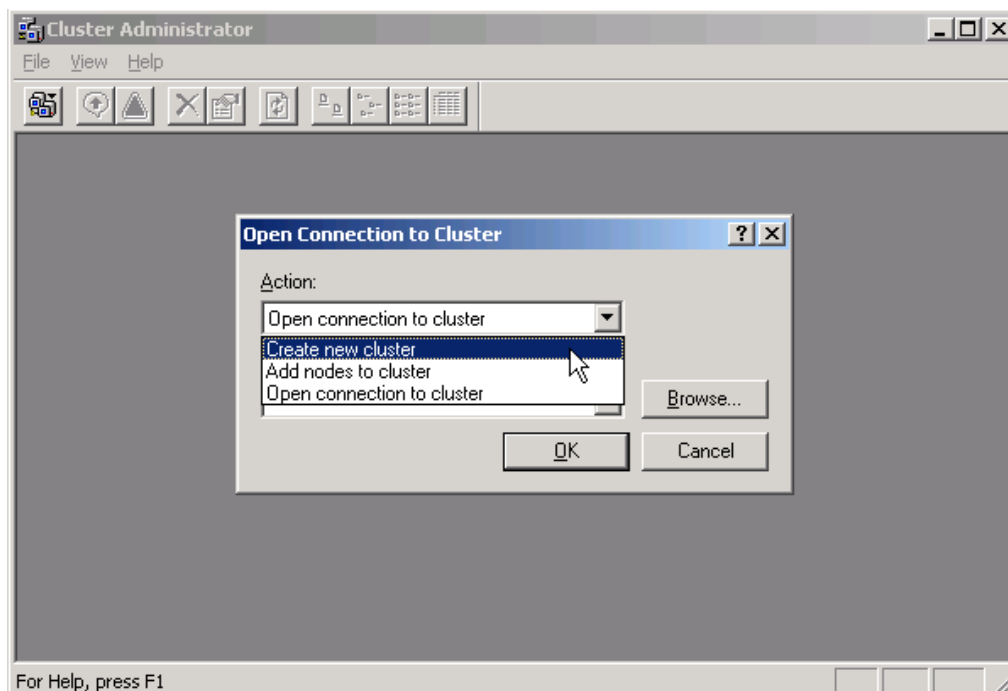 Cluster Administrator
File View Help
Open Connection to Cluster
Action:
Open connection to cluster
Create new cluster
Add nodes to cluster
Open connection to cluster
Browse...
OK Cancel
For Help, press F1